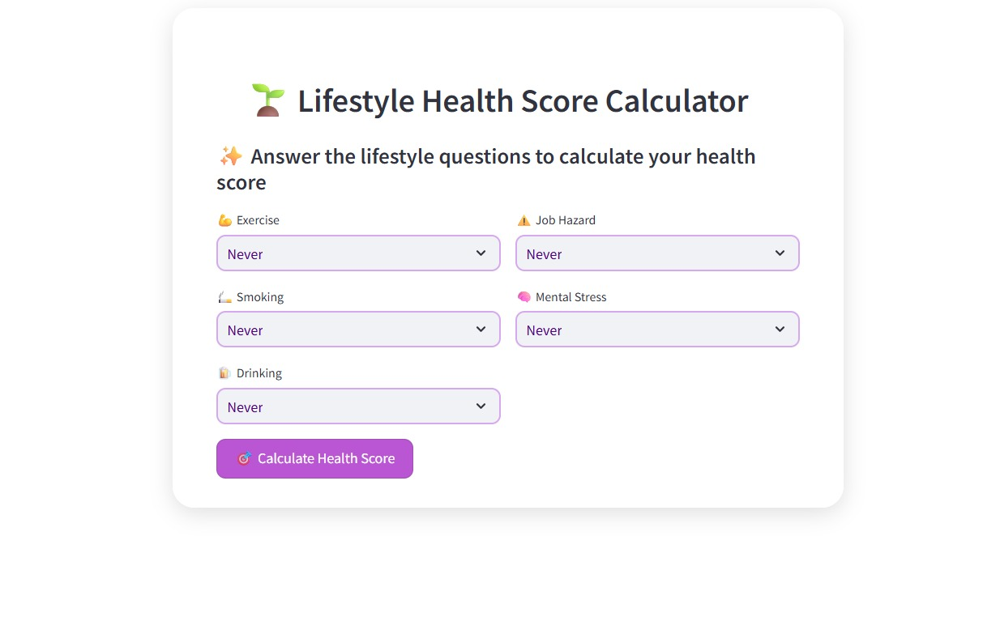 🌱 Lifestyle Health Score Calculator
✨ Answer the lifestyle questions to calculate your health
score
💪 Exercise
Never
⚠️ Job Hazard
Never
🚬 Smoking
Never
🧠 Mental Stress
Never
🍺 Drinking
Never
🎯 Calculate Health Score